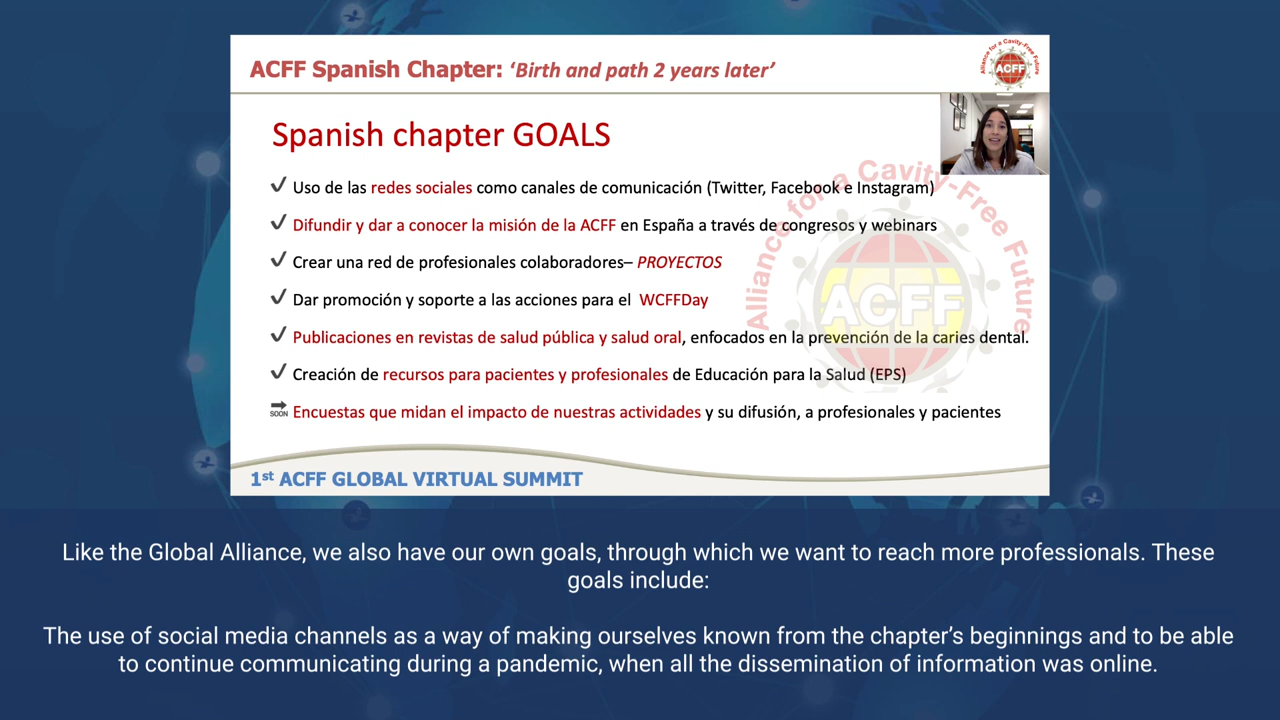 ACFF Spanish Chapter: ‘Birth and path 2 years later’
Alliance for a Cavity-Free Future
ACFF
Spanish chapter GOALS
Uso de las redes sociales como canales de comunicación (Twitter, Facebook e Instagram)
Difundir y dar a conocer la misión de la ACFF en España a través de congresos y webinars
Crear una red de profesionales colaboradores– PROYECTOS
Dar promoción y soporte a las acciones para el WCFFDay
Publicaciones en revistas de salud pública y salud oral, enfocados en la prevención de la caries dental.
Creación de recursos para pacientes y profesionales de Educación para la Salud (EPS)
SOON Encuestas que midan el impacto de nuestras actividades y su difusión, a profesionales y pacientes
Alliance for a Cavity-Free Future
ACFF
1st ACFF GLOBAL VIRTUAL SUMMIT
Like the Global Alliance, we also have our own goals, through which we want to reach more professionals. These
goals include:
The use of social media channels as a way of making ourselves known from the chapter’s beginnings and to be able
to continue communicating during a pandemic, when all the dissemination of information was online.